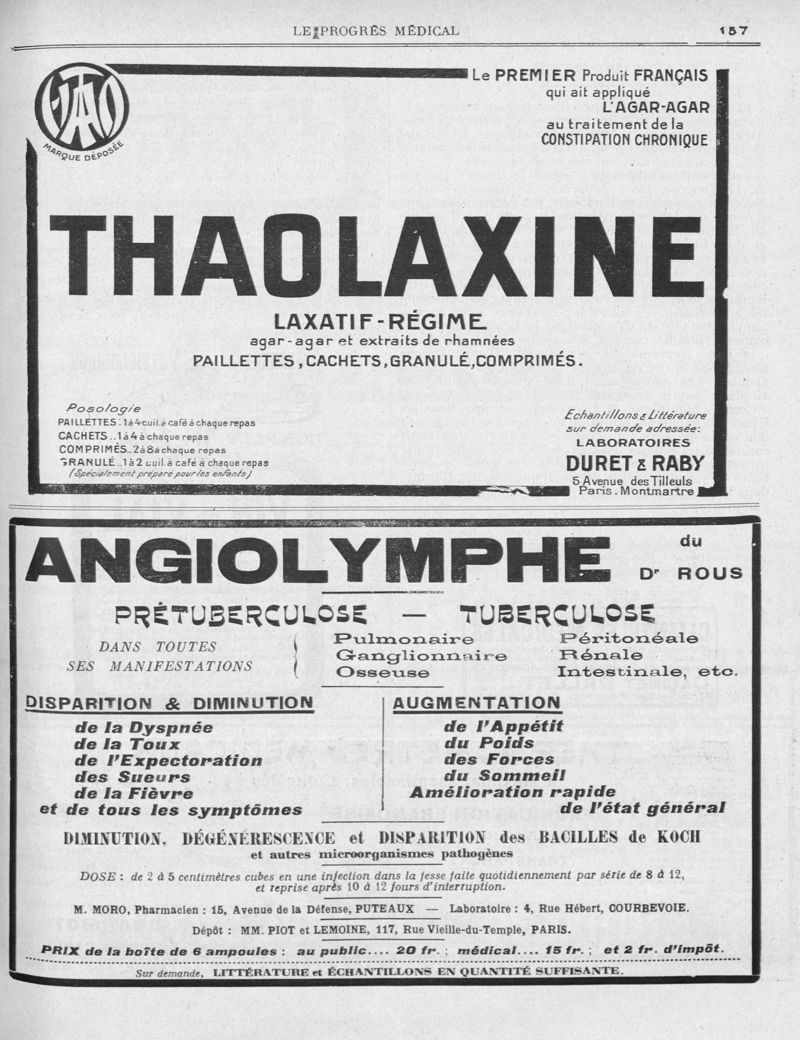 LE PROGRÈS MÉDICAL 157
THAO
MARQUE DÉPOSÉE
Le PREMIER Produit FRANÇAIS
qui ait appliqué
L'AGAR-AGAR
au traitement de la
CONSTIPATION CHRONIQUE
THAOLAXINE
LAXATIF-RÉGIME
agar-agar et extraits de rhamnées
PAILLETTES, CACHETS, GRANULÉ, COMPRIMÉS.
Posologie
PAILLETTES: 1 à 4 cuil. à café à chaque repas
CACHETS..1 à 4 à chaque repas
COMPRIMÉS..2 à 8 à chaque repas
GRANULÉ..1 à 2 cuil. à café à chaque repas
(Spécialement préparé pour les enfants)
Echantillons & Littérature
sur demande adressée:
LABORATOIRES
DURET & RABY
5 Avenue des Tilleuls
Paris. Montmartre
ANGIOLYMPHE du
Dr ROUS
PRÉTUBERCULOSE — TUBERCULOSE
DANS TOUTES
SES MANIFESTATIONS
Pulmonaire
Ganglionnaire
Osseuse
Péritonéale
Rénale
Intestinale, etc.
DISPARITION & DIMINUTION
de la Dyspnée
de la Toux
de l'Expectoration
des Sueurs
de la Fièvre
et de tous les symptômes
AUGMENTATION
de l'Appétit
du Poids
des Forces
du Sommeil
Amélioration rapide
de l'état général
DIMINUTION, DÉGÉNÉRESCENCE et DISPARITION des BACILLES de KOCH
et autres microorganismes pathogènes
DOSE : de 2 à 5 centimètres cubes en une injection dans la fesse faite quotidiennement par série de 8 à 12,
et reprise après 10 à 12 jours d'interruption.
M. MORO, Pharmacien : 15, Avenue de la Défense, PUTEAUX — Laboratoire : 4, Rue Hébert, COURBEVOIE.
Dépôt : MM. PIOT et LEMOINE, 117, Rue Vieille-du-Temple, PARIS.
PRIX de la boîte de 6 ampoules : au public.... 20 fr. ; médical.... 15 fr. ; et 2 fr. d'impôt.
Sur demande, LITTÉRATURE et ÉCHANTILLONS EN QUANTITÉ SUFFISANTE.